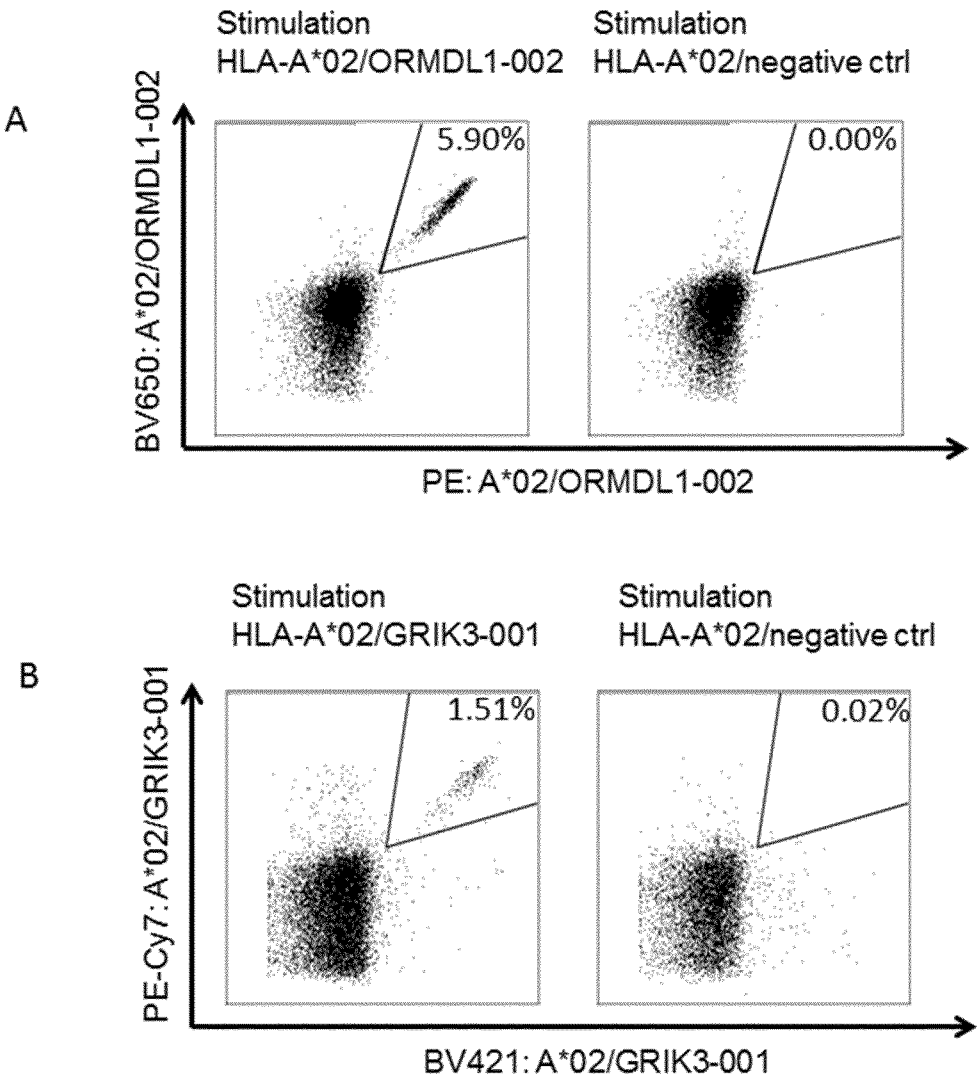 Stimulation
HLA-A*02/ORMDL1-002
Stimulation
HLA-A*02/negative ctrl
A
BV650: A*02/ORMDL1-002
5.90%
0.00%
PE: A*02/ORMDL1-002
Stimulation
HLA-A*02/GRIK3-001
Stimulation
HLA-A*02/negative ctrl
B
PE-Cy7: A*02/GRIK3-001
1.51%
0.02%
BV421: A*02/GRIK3-001